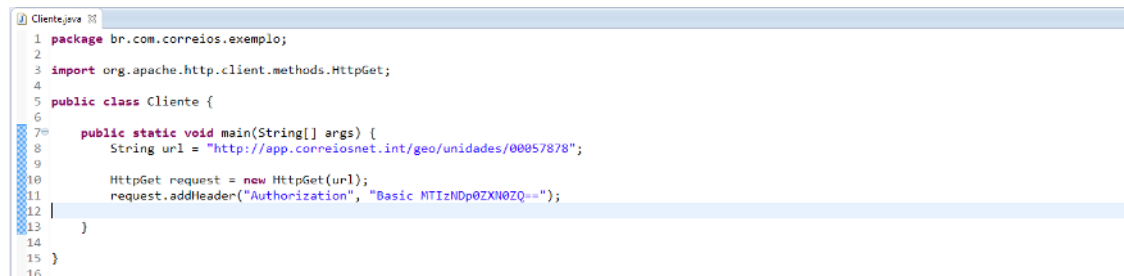 Cliente.java
1 package br.com.correios.exemplo;
2
3 import org.apache.http.client.methods.HttpGet;
4
5 public class Cliente {
6
7 public static void main(String[] args) {
8 String url = "http://app.correiosnet.int/geo/unidades/00057878";
9
10 HttpGet request = new HttpGet(url);
11 request.addHeader("Authorization", "Basic MTIzNDp0ZXN0ZQ==");
12
13 }
14
15 }
16